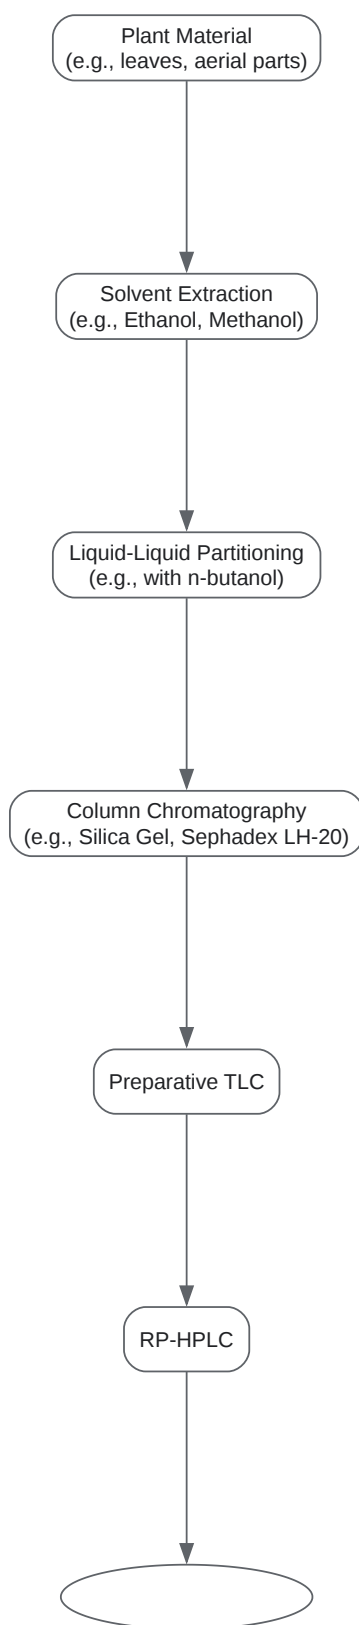 Plant Material
(e.g., leaves, aerial parts)
Solvent Extraction
(e.g., Ethanol, Methanol)
Liquid-Liquid Partitioning
(e.g., with n-butanol)
Column Chromatography
(e.g., Silica Gel, Sephadex LH-20)
Preparative TLC
RP-HPLC